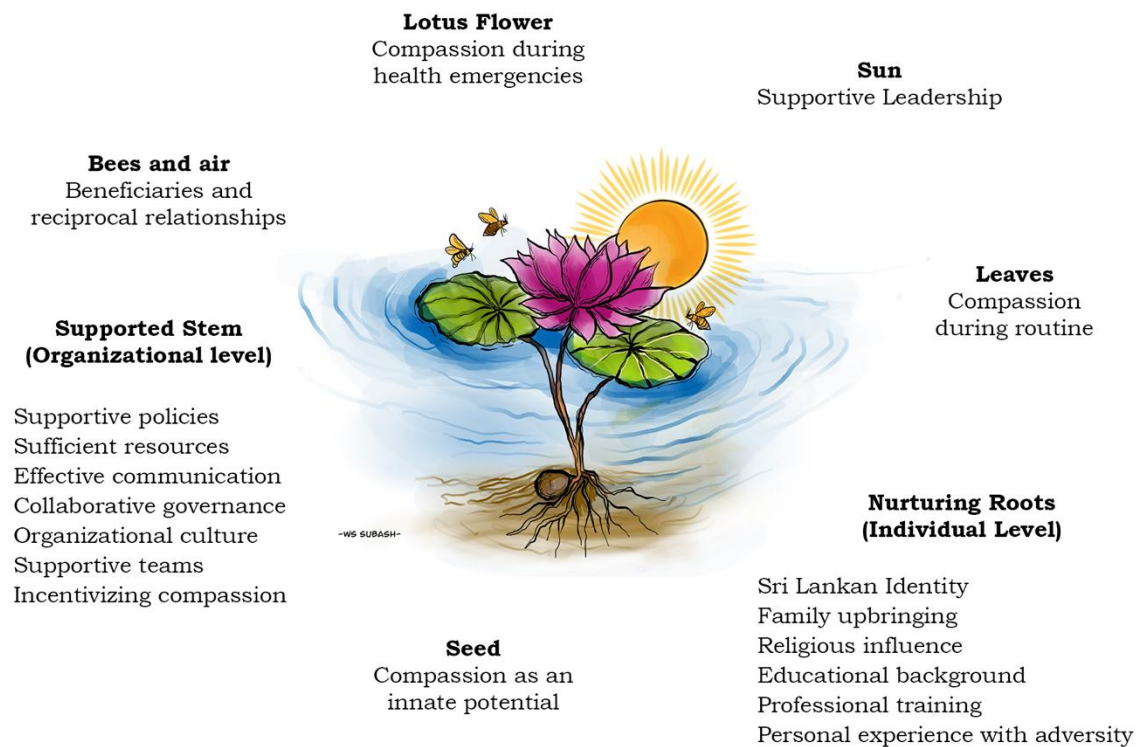 Lotus Flower
Compassion during
health emergencies
Sun
Supportive Leadership
Bees and air
Beneficiaries and
reciprocal relationships
Leaves
Compassion
during routine
Supported Stem
(Organizational level)
Supportive policies
Sufficient resources
Effective communication
Collaborative governance
Organizational culture
Supportive teams
Incentivizing compassion
-WS SUBASH-
Nurturing Roots
(Individual Level)
Sri Lankan Identity
Family upbringing
Religious influence
Educational background
Professional training
Personal experience with adversity
Seed
Compassion as an
innate potential